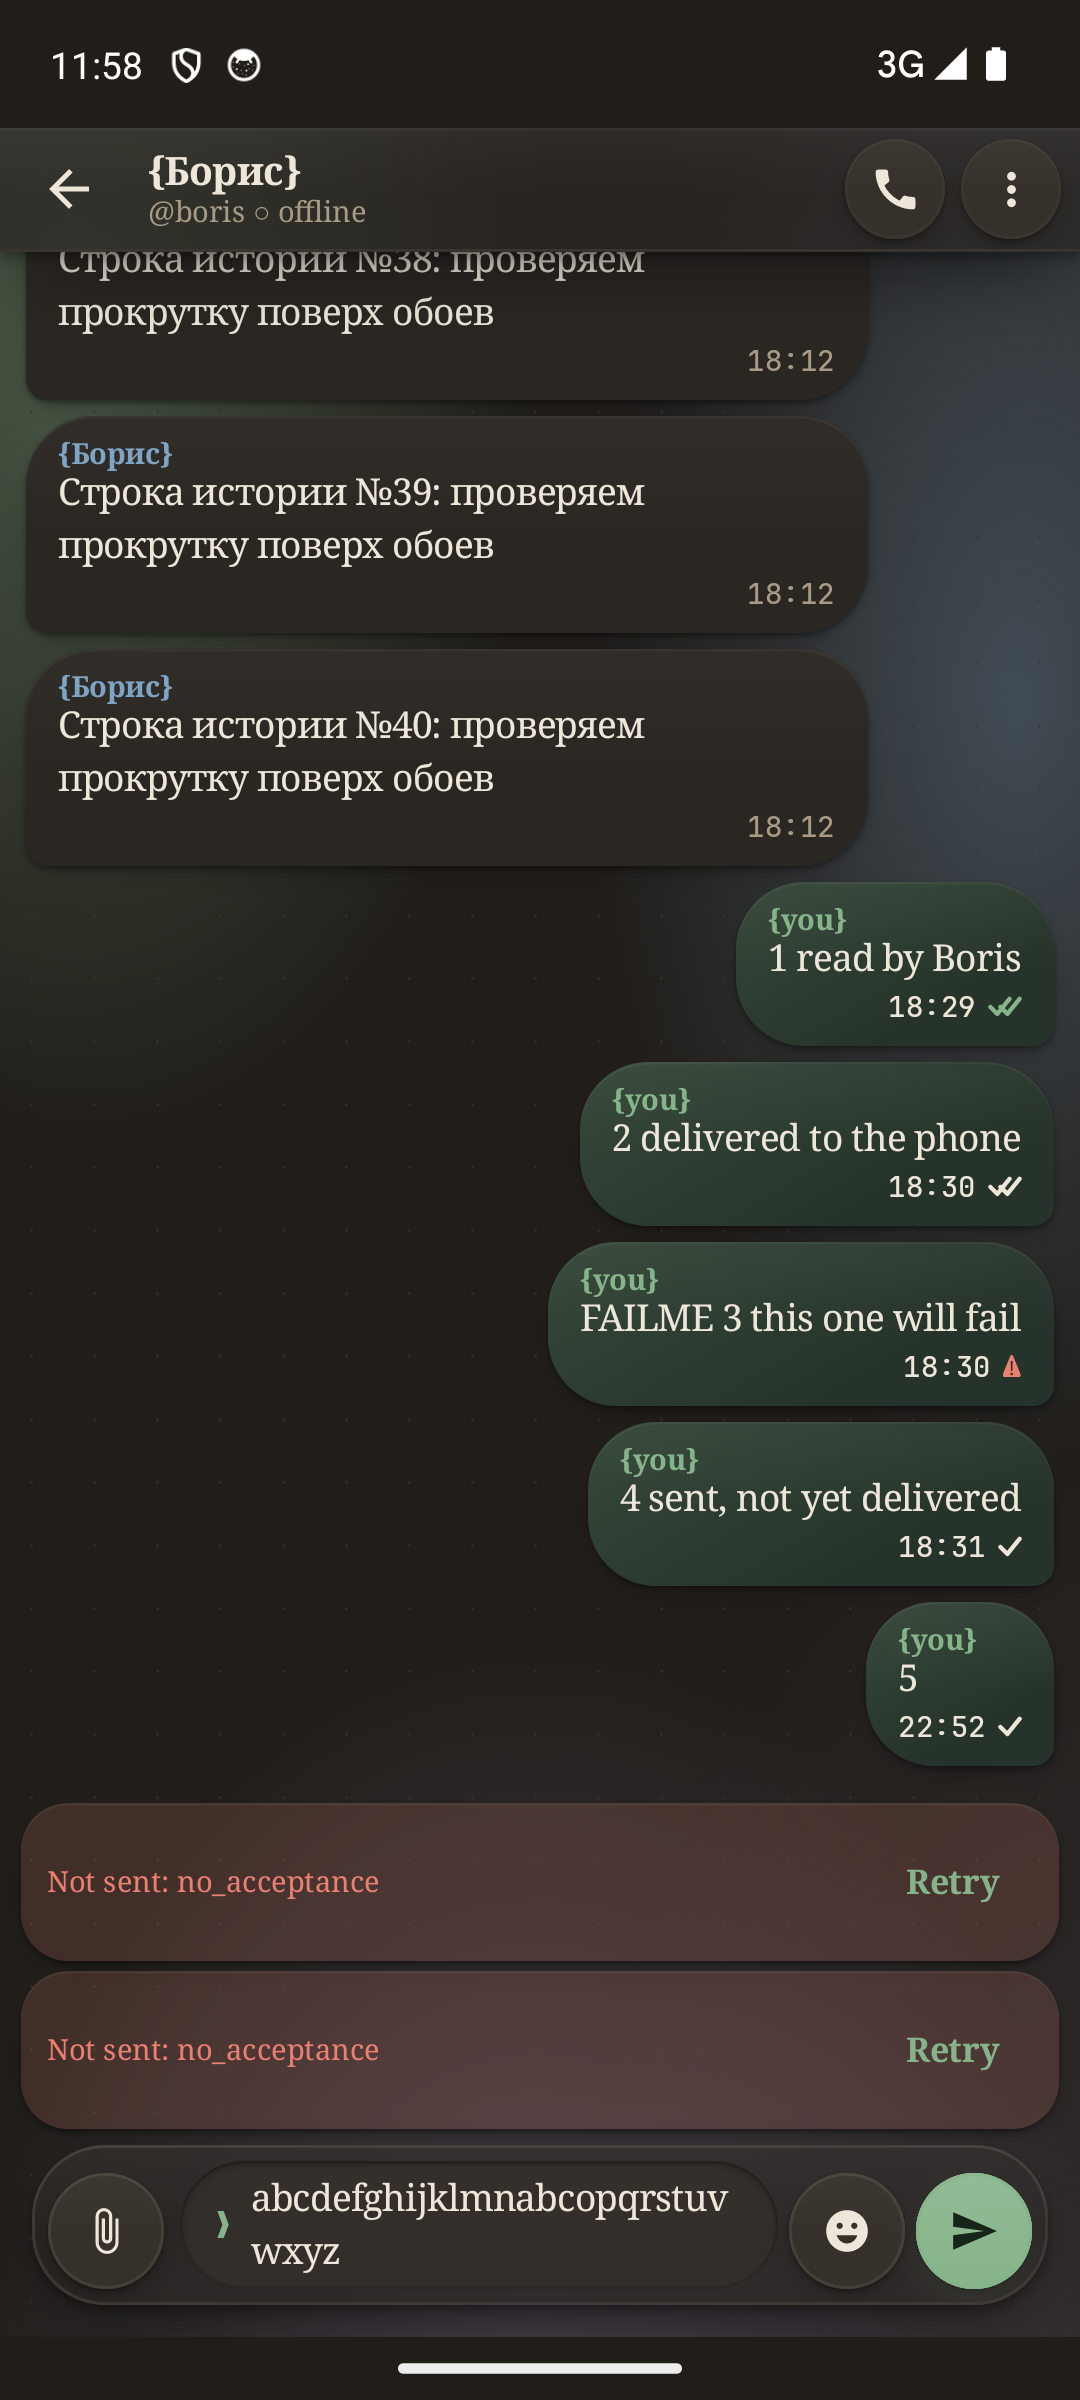 11:58
3G
{Борис}
@boris ○ offline
Строка истории №38: проверяем
прокрутку поверх обоев
18:12
{Борис}
Строка истории №39: проверяем
прокрутку поверх обоев
18:12
{Борис}
Строка истории №40: проверяем
прокрутку поверх обоев
18:12
{you}
1 read by Boris
18:29
{you}
2 delivered to the phone
18:30
{you}
FAILME 3 this one will fail
18:30
{you}
4 sent, not yet delivered
18:31
{you}
5
22:52
Not sent: no_acceptance
Retry
Not sent: no_acceptance
Retry
abcdefghijklmnabcopqrstuv
wxyz